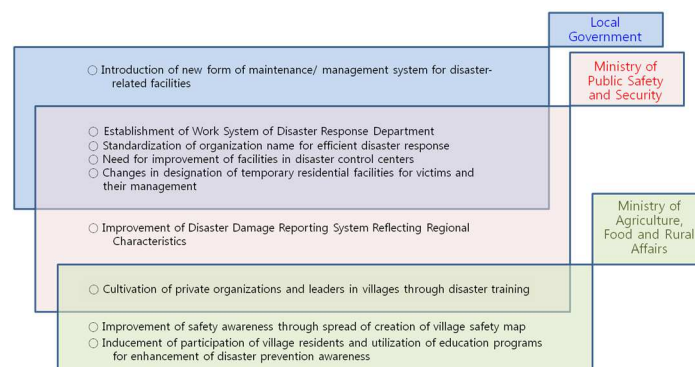 Local
Government
○ Introduction of new form of maintenance/ management system for disaster-
related facilities
Ministry of
Public Safety
and Security
○ Establishment of Work System of Disaster Response Department
○ Standardization of organization name for efficient disaster response
○ Need for improvement of facilities in disaster control centers
○ Changes in designation of temporary residential facilities for victims and
their management
○ Improvement of Disaster Damage Reporting System Reflecting Regional
Characteristics
Ministry of
Agriculture,
Food and Rural
Affairs
○ Cultivation of private organizations and leaders in villages through disaster training
○ Improvement of safety awareness through spread of creation of village safety map
○ Inducement of participation of village residents and utilization of education programs
for enhancement of disaster prevention awareness